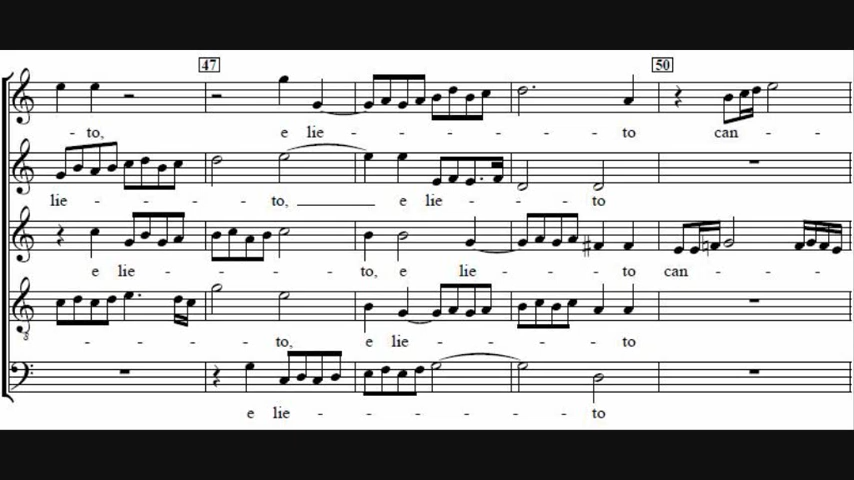 47 50
- to, e lie - - - - - to can - -
lie - - - to, e lie - - to
e lie - - - to, e lie - - to can - - -
- - - to, e lie - - - to
e lie - - - - - to
8